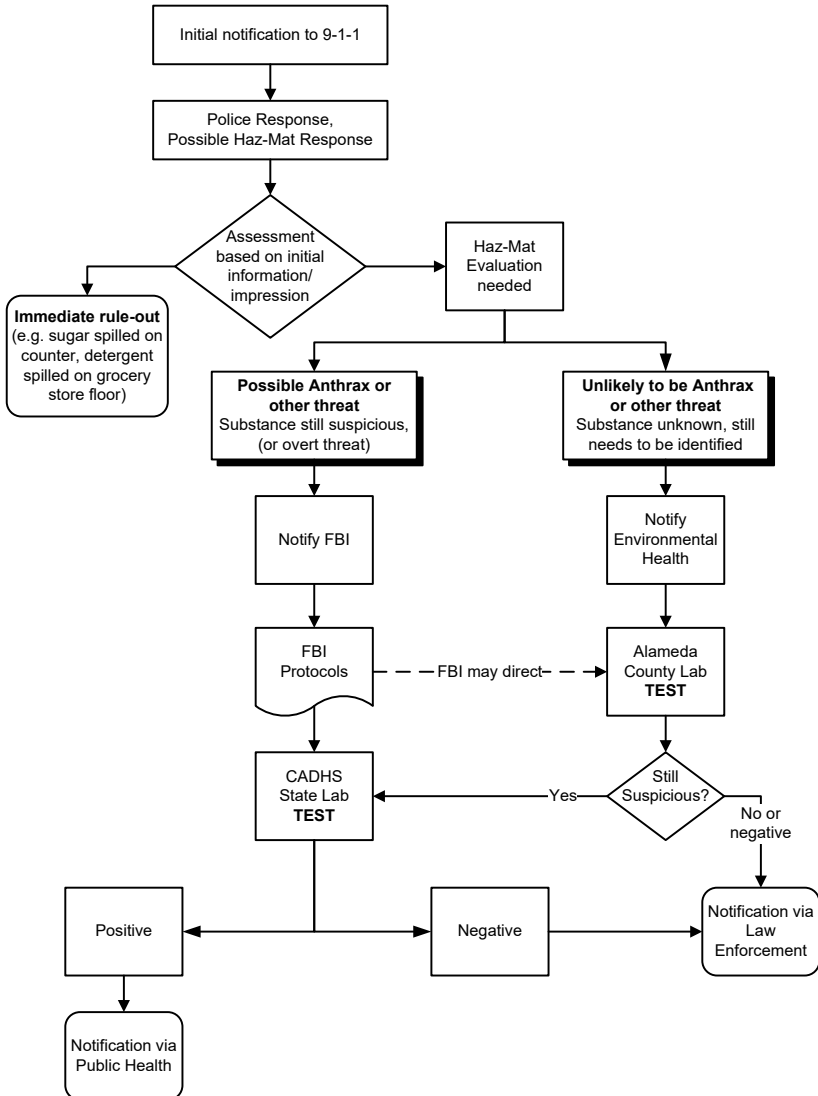 Initial notification to 9-1-1
Police Response,
Possible Haz-Mat Response
Assessment
based on initial
information/
impression
Haz-Mat
Evaluation
needed
Immediate rule-out
(e.g. sugar spilled on
counter, detergent
spilled on grocery
store floor)
Possible Anthrax or
other threat
Substance still suspicious,
(or overt threat)
Unlikely to be Anthrax
or other threat
Substance unknown, still
needs to be identified
Notify FBI
Notify
Environmental
Health
FBI
Protocols
FBI may direct
Alameda
County Lab
TEST
CADHS
State Lab
TEST
Yes
Still
Suspicious?
No or
negative
Positive
Negative
Notification via
Law
Enforcement
Notification via
Public Health